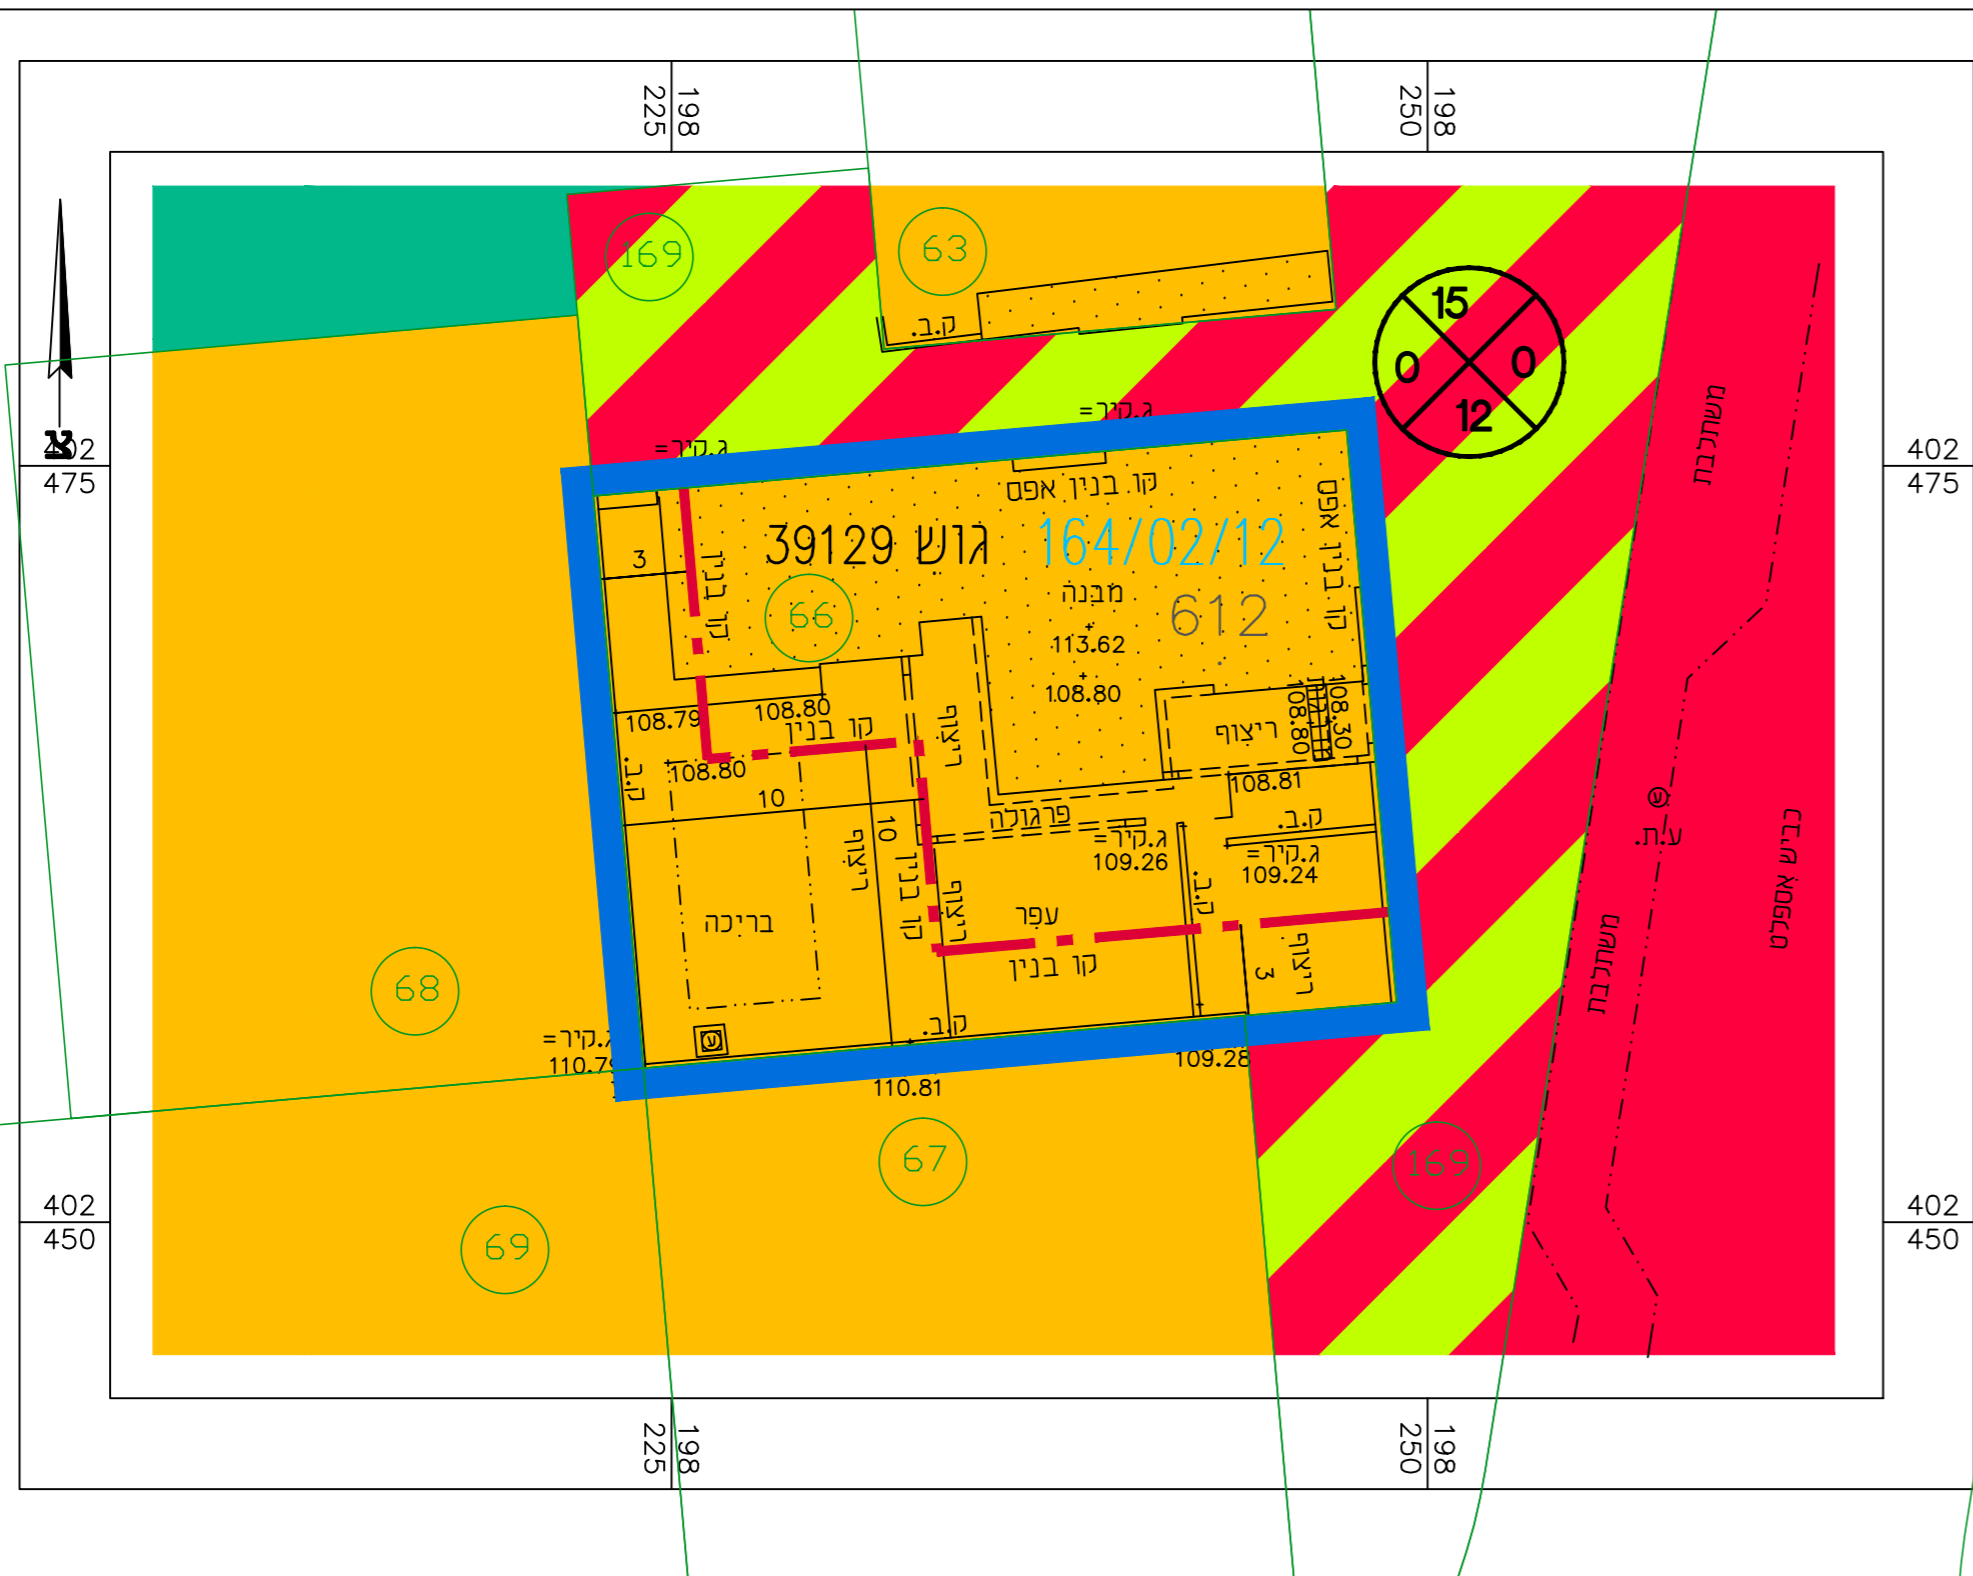 198
225
198
250
169
63
ק.ב.
15
0
0
12
צ
402
475
402
475
משתלבת
ג.קיר=
ג.קיר=
קו בנין אפס
קו בנין אפס
גוש 39129
164/02/12
3
קו בנין
66
מבנה
612
113.62
108.80
108.79
108.80
קו בנין
ריצוף
ריצוף
108.80
108.30
108.80
108.81
ק.ב.
10
10
פרגולה
ק.ב.
ג.קיר=
109.26
ג.קיר=
109.24
ריצוף
קו בנין
ריצוף
ק.ב.
עפר
בריכה
קו בנין
ריצוף
3
ע
ע.ת.
כביש אספלט
משתלבת
68
ג.קיר=
ק.ב.
ע
110.81
109.28
67
169
69
402
450
402
450
198
225
198
250